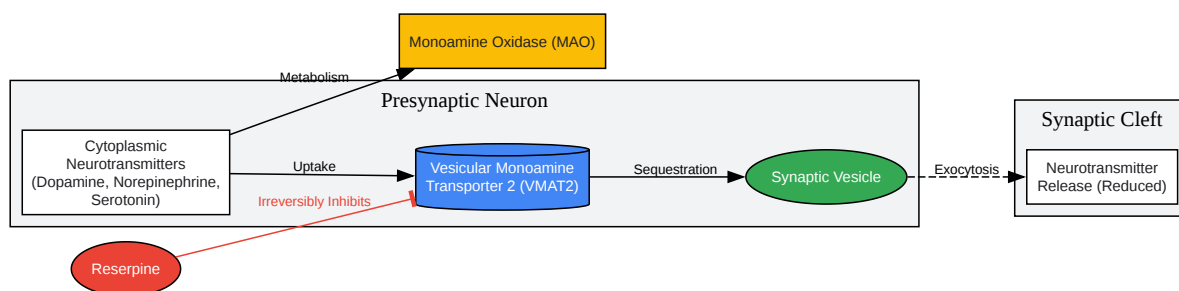 Monoamine Oxidase (MAO)
Metabolism
Presynaptic Neuron
Synaptic Cleft
Cytoplasmic
Neurotransmitters
(Dopamine, Norepinephrine,
Serotonin)
Uptake
Vesicular Monoamine
Transporter 2 (VMAT2)
Sequestration
Synaptic Vesicle
Exocytosis
Neurotransmitter
Release (Reduced)
Irreversibly Inhibits
Reserpine